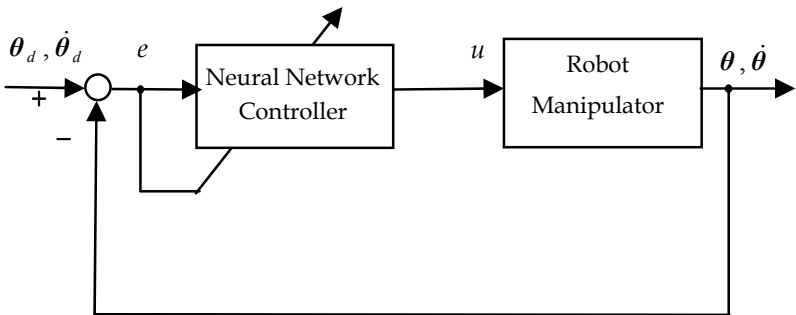 θ_d , θ̇_d
e
Neural Network
Controller
u
Robot
Manipulator
θ , θ̇
+
−